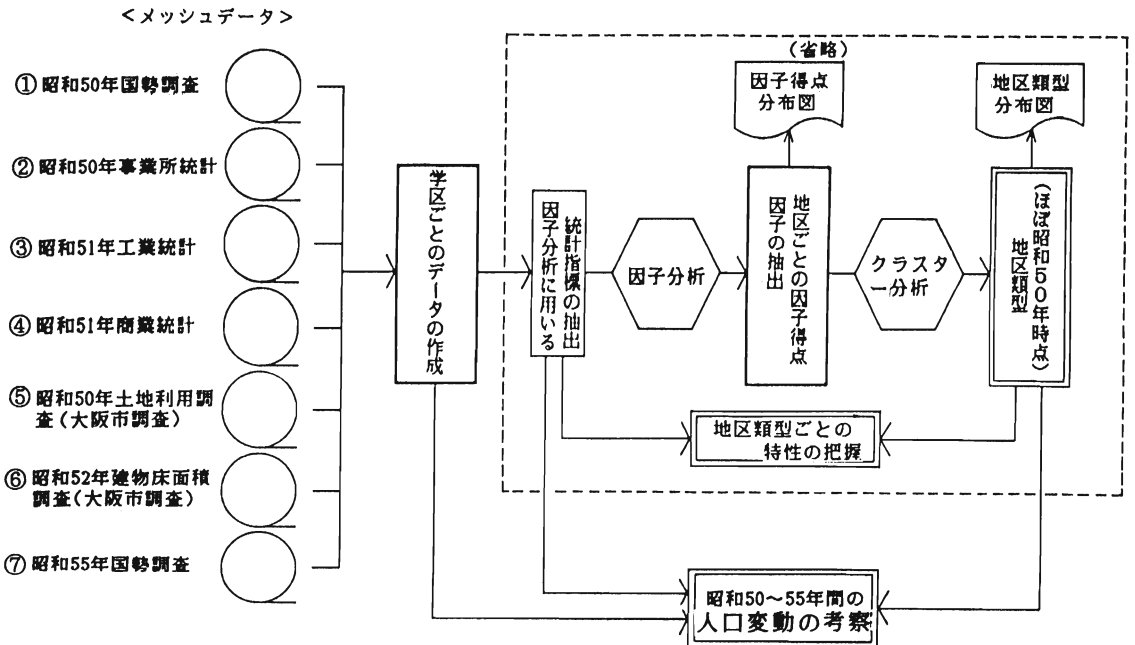 <メッシュデータ>
①昭和50年国勢調査
②昭和50年事業所統計
③昭和51年工業統計
④昭和51年商業統計
⑤昭和50年土地利用調
査(大阪市調査)
⑥昭和52年建物床面積
調査(大阪市調査)
⑦昭和55年国勢調査
学区ごとのデータの作成
(省略)
統計指標の抽出
因子分析に用いる
因子分析
因子得点
分布図
地区ごとの因子得点
因子の抽出
クラスタ
ー分析
地区類型
分布図
(ほぼ昭和50年時点)
地区類型
地区類型ごとの
特性の把握
昭和50~55年間の
人口変動の考察